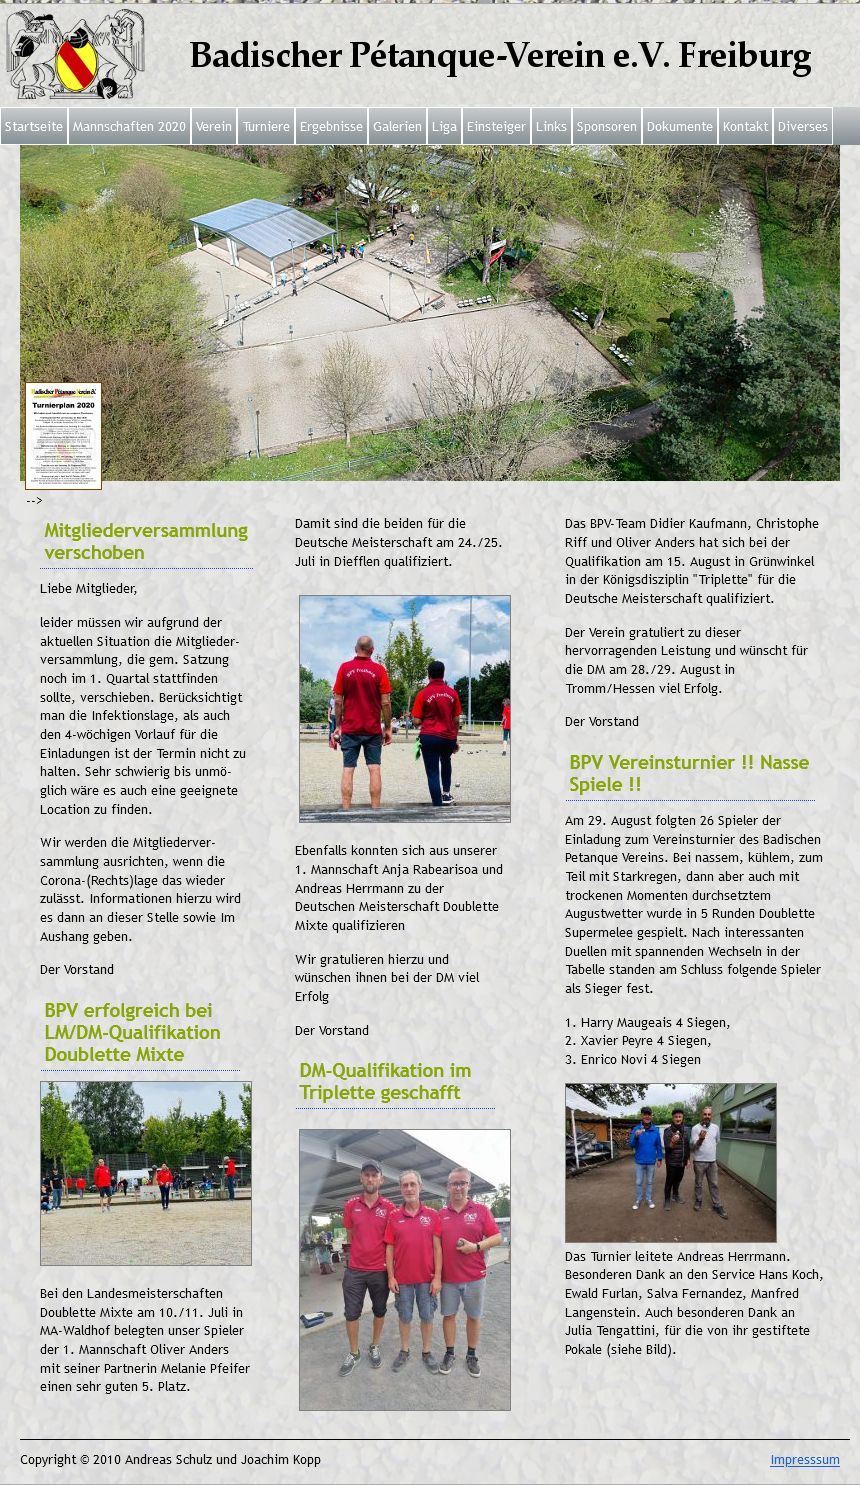 Badischer Pétanque-Verein e.V. Freiburg
Startseite Mannschaften 2020 Verein Turniere Ergebnisse Galerien Liga Einsteiger Links Sponsoren Dokumente Kontakt Diverses
Badischer Pétanque Verein e.V.
Turnierplan 2020
-->
Mitgliederversammlung
verschoben
Liebe Mitglieder,
leider müssen wir aufgrund der
aktuellen Situation die Mitglieder-
versammlung, die gem. Satzung
noch im 1. Quartal stattfinden
sollte, verschieben. Berücksichtigt
man die Infektionslage, als auch
den 4-wöchigen Vorlauf für die
Einladungen ist der Termin nicht zu
halten. Sehr schwierig bis unmö-
glich wäre es auch eine geeignete
Location zu finden.
Wir werden die Mitgliederver-
sammlung ausrichten, wenn die
Corona-(Rechts)lage das wieder
zulässt. Informationen hierzu wird
es dann an dieser Stelle sowie Im
Aushang geben.
Der Vorstand
BPV erfolgreich bei
LM/DM-Qualifikation
Doublette Mixte
Bei den Landesmeisterschaften
Doublette Mixte am 10./11. Juli in
MA-Waldhof belegten unser Spieler
der 1. Mannschaft Oliver Anders
mit seiner Partnerin Melanie Pfeifer
einen sehr guten 5. Platz.
Damit sind die beiden für die
Deutsche Meisterschaft am 24./25.
Juli in Diefflen qualifiziert.
BPV Freiburg
BPV Freiburg
Ebenfalls konnten sich aus unserer
1. Mannschaft Anja Rabearisoa und
Andreas Herrmann zu der
Deutschen Meisterschaft Doublette
Mixte qualifizieren
Wir gratulieren hierzu und
wünschen ihnen bei der DM viel
Erfolg
Der Vorstand
DM-Qualifikation im
Triplette geschafft
Das BPV-Team Didier Kaufmann, Christophe
Riff und Oliver Anders hat sich bei der
Qualifikation am 15. August in Grünwinkel
in der Königsdisziplin "Triplette" für die
Deutsche Meisterschaft qualifiziert.
Der Verein gratuliert zu dieser
hervorragenden Leistung und wünscht für
die DM am 28./29. August in
Tromm/Hessen viel Erfolg.
Der Vorstand
BPV Vereinsturnier !! Nasse
Spiele !!
Am 29. August folgten 26 Spieler der
Einladung zum Vereinsturnier des Badischen
Petanque Vereins. Bei nassem, kühlem, zum
Teil mit Starkregen, dann aber auch mit
trockenen Momenten durchsetztem
Augustwetter wurde in 5 Runden Doublette
Supermelee gespielt. Nach interessanten
Duellen mit spannenden Wechseln in der
Tabelle standen am Schluss folgende Spieler
als Sieger fest.
1. Harry Maugeais 4 Siegen,
2. Xavier Peyre 4 Siegen,
3. Enrico Novi 4 Siegen
Das Turnier leitete Andreas Herrmann.
Besonderen Dank an den Service Hans Koch,
Ewald Furlan, Salva Fernandez, Manfred
Langenstein. Auch besonderen Dank an
Julia Tengattini, für die von ihr gestiftete
Pokale (siehe Bild).
Copyright © 2010 Andreas Schulz und Joachim Kopp
Impresssum